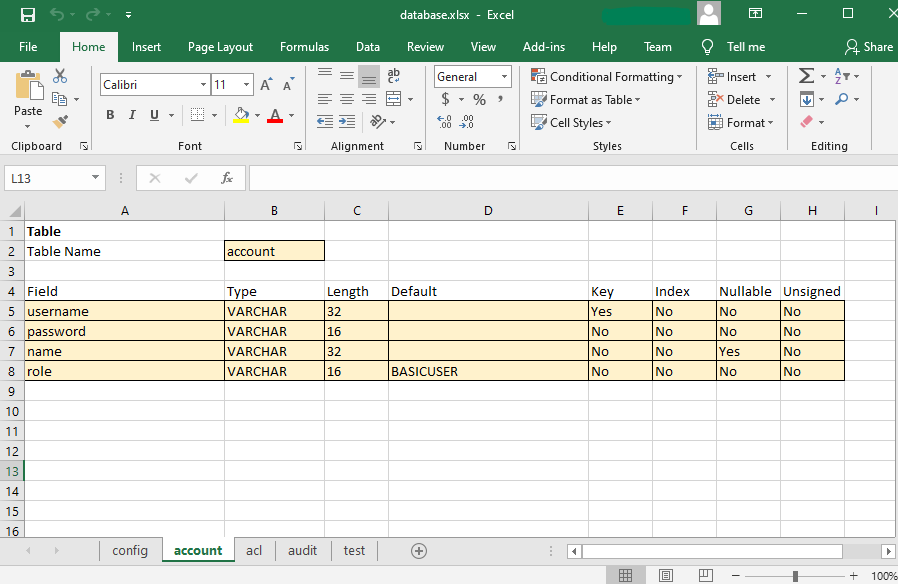 database.xlsx - Excel
File Home Insert Page Layout Formulas Data Review View Add-ins Help Team Tell me Share
Paste
Calibri 11
A A
B I U A
ab c
General
$ % ,
.00 .0
Conditional Formatting
Format as Table
Cell Styles
Insert
Delete
Format
Clipboard Font Alignment Number Styles Cells Editing
L13 fx
A B C D E F G H I
1 Table
2 Table Name account
3
4 Field Type Length Default Key Index Nullable Unsigned
5 username VARCHAR 32 Yes No No No
6 password VARCHAR 16 No No No No
7 name VARCHAR 32 No No Yes No
8 role VARCHAR 16 BASICUSER No No No No
9
10
11
12
13
14
15
16
config account acl audit test
100%